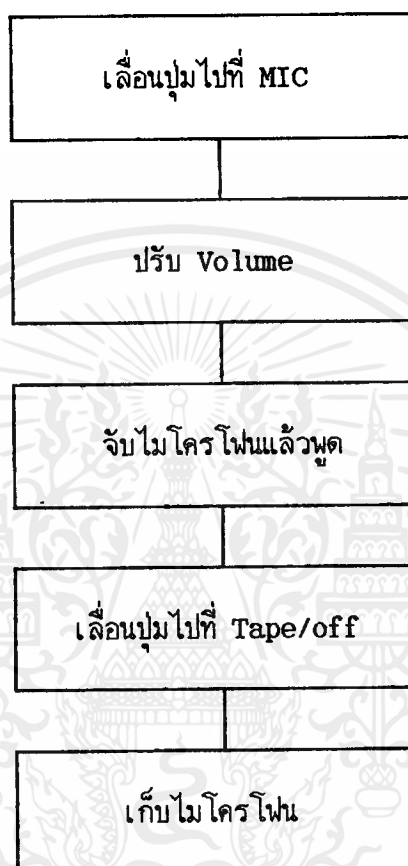 เลื่อนปุ่มไปที่ MIC
ปรับ Volume
จับไมโครโฟนแล้วพูด
เลื่อนปุ่มไปที่ Tape/off
เก็บไมโครโฟน